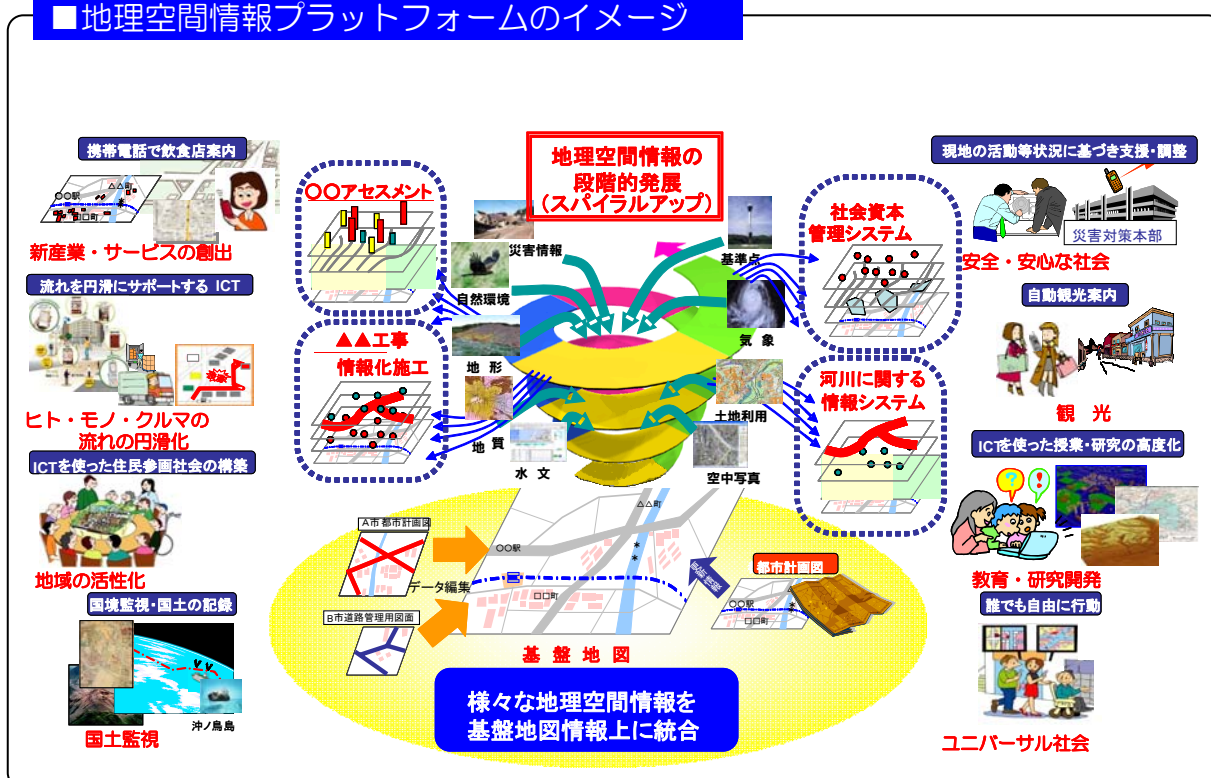 ■地理空間情報プラットフォームのイメージ
携帯電話で飲食店案内
○○駅
△△町
□□町
新産業・サービスの創出
流れを円滑にサポートする ICT
ヒト・モノ・クルマの
流れの円滑化
ICTを使った住民参画社会の構築
地域の活性化
国境監視・国土の記録
沖ノ鳥島
国土監視
○○アセスメント
△△工事
情報化施工
地理空間情報の
段階的発展
(スパイラルアップ)
災害情報
自然環境
地形
地質
水文
基準点
気象
土地利用
空中写真
社会資本
管理システム
河川に関する
情報システム
A市都市計画図
データ編集
B市道路管理用図面
○○駅
△△町
□□町
基盤地図
都市計画図
○○駅
□□町
様々な地理空間情報を
基盤地図情報上に統合
現地の活動等状況に基づき支援・調整
災害対策本部
安全・安心な社会
自動観光案内
観光
ICTを使った授業・研究の高度化
?
!
教育・研究開発
誰でも自由に行動
ユニバーサル社会